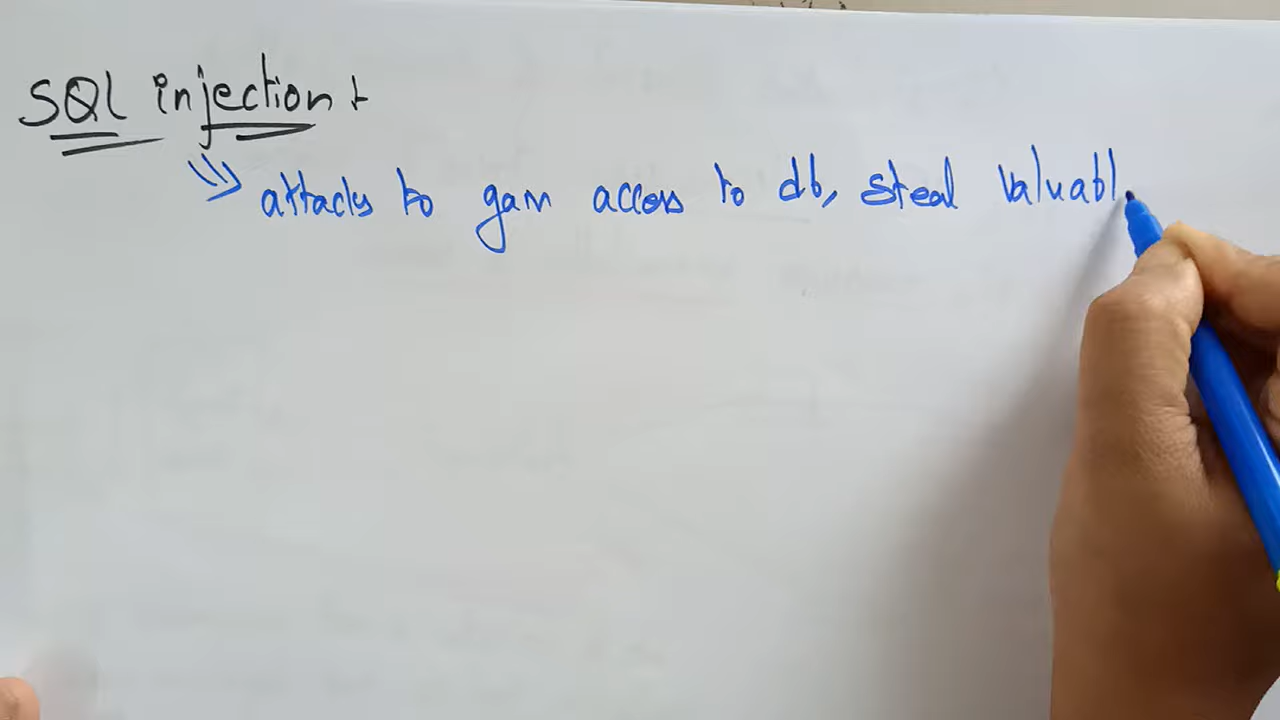 SQL injection
attacks to gain access to db, steal valuabl